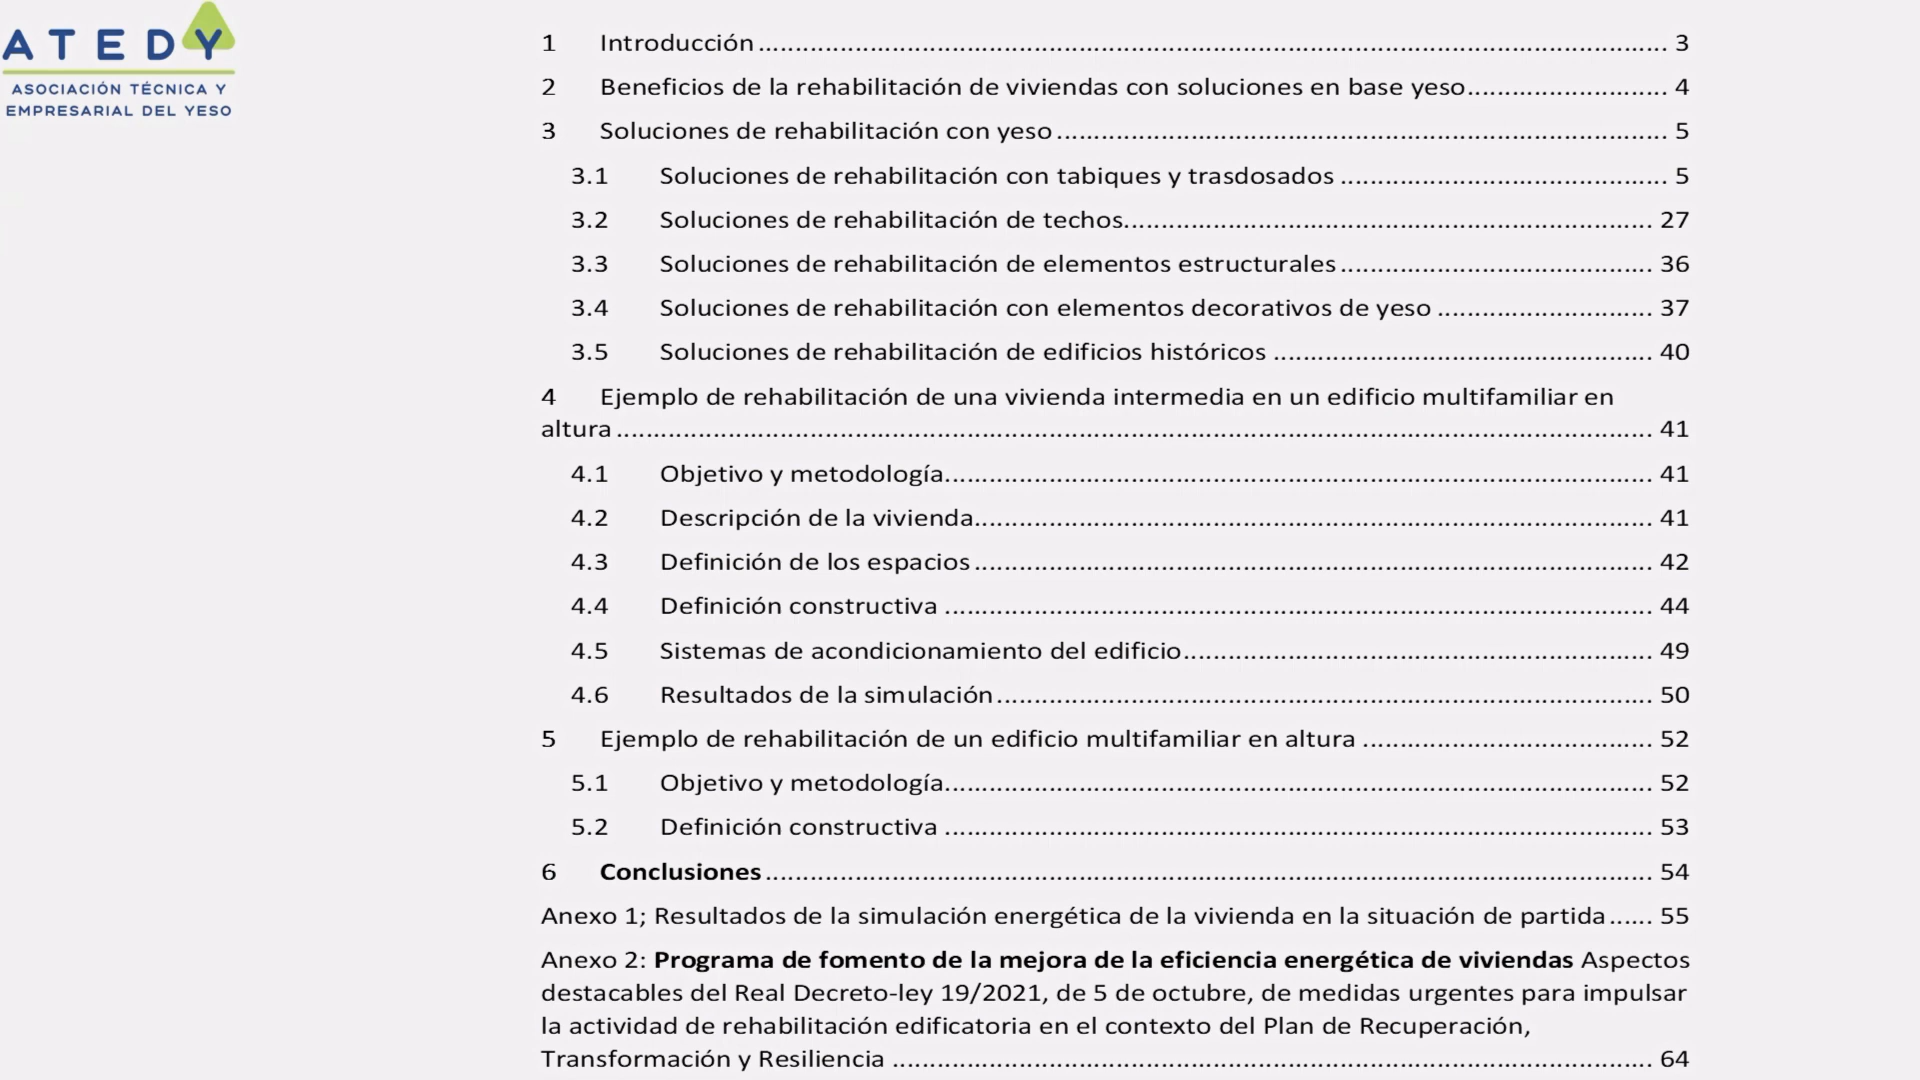 ATEDY
ASOCIACIÓN TÉCNICA Y
EMPRESARIAL DEL YESO
1 Introducción ........ 3
2 Beneficios de la rehabilitación de viviendas con soluciones en base yeso ........ 4
3 Soluciones de rehabilitación con yeso ........ 5
3.1 Soluciones de rehabilitación con tabiques y trasdosados ........ 5
3.2 Soluciones de rehabilitación de techos ........ 27
3.3 Soluciones de rehabilitación de elementos estructurales ........ 36
3.4 Soluciones de rehabilitación con elementos decorativos de yeso ........ 37
3.5 Soluciones de rehabilitación de edificios históricos ........ 40
4 Ejemplo de rehabilitación de una vivienda intermedia en un edificio multifamiliar en
altura ........ 41
4.1 Objetivo y metodología ........ 41
4.2 Descripción de la vivienda ........ 41
4.3 Definición de los espacios ........ 42
4.4 Definición constructiva ........ 44
4.5 Sistemas de acondicionamiento del edificio ........ 49
4.6 Resultados de la simulación ........ 50
5 Ejemplo de rehabilitación de un edificio multifamiliar en altura ........ 52
5.1 Objetivo y metodología ........ 52
5.2 Definición constructiva ........ 53
6 Conclusiones ........ 54
Anexo 1; Resultados de la simulación energética de la vivienda en la situación de partida ...... 55
Anexo 2: Programa de fomento de la mejora de la eficiencia energética de viviendas Aspectos
destacables del Real Decreto-ley 19/2021, de 5 de octubre, de medidas urgentes para impulsar
la actividad de rehabilitación edificatoria en el contexto del Plan de Recuperación,
Transformación y Resiliencia ........ 64